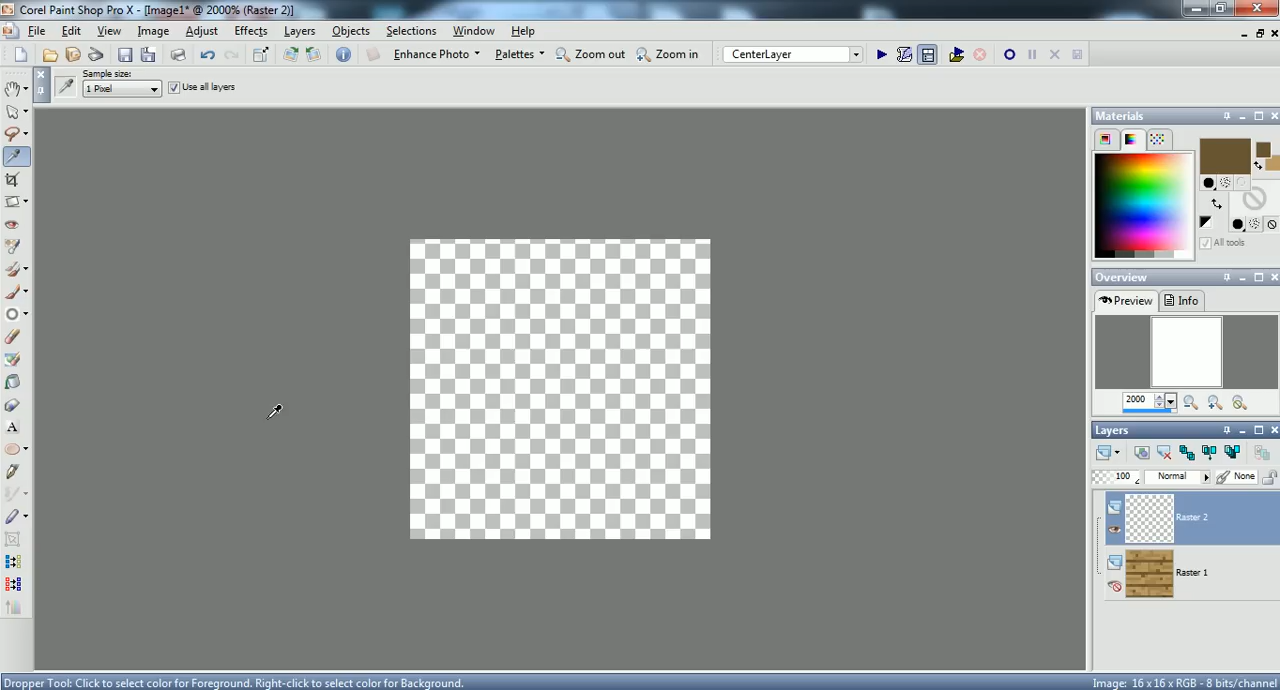 Corel Paint Shop Pro X - [Image1* @ 2000% (Raster 2)]
File Edit View Image Adjust Effects Layers Objects Selections Window Help
Enhance Photo Palettes Zoom out Zoom in CenterLayer
Sample size:
1 Pixel Use all layers
Materials
All tools
Overview
Preview Info
2000
Layers
100 Normal None
Raster 2
Raster 1
Dropper Tool: Click to select color for Foreground. Right-click to select color for Background. Image: 16 x 16 x RGB - 8 bits/channel